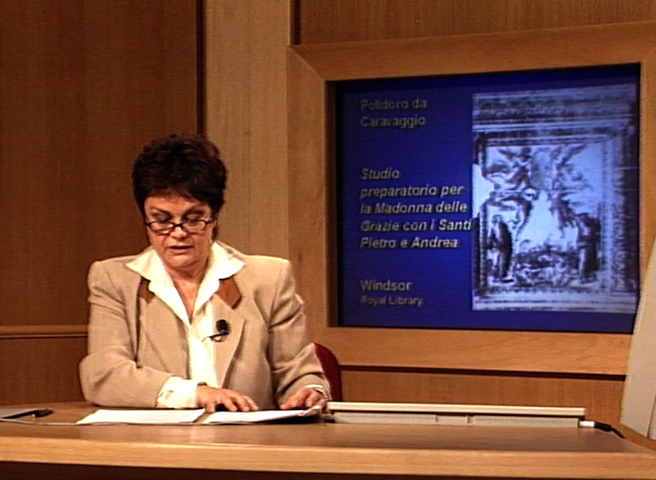 Polidoro da
Caravaggio
Studio
preparatorio per
la Madonna delle
Grazie con i Santi
Pietro e Andrea
Windsor
Royal Library